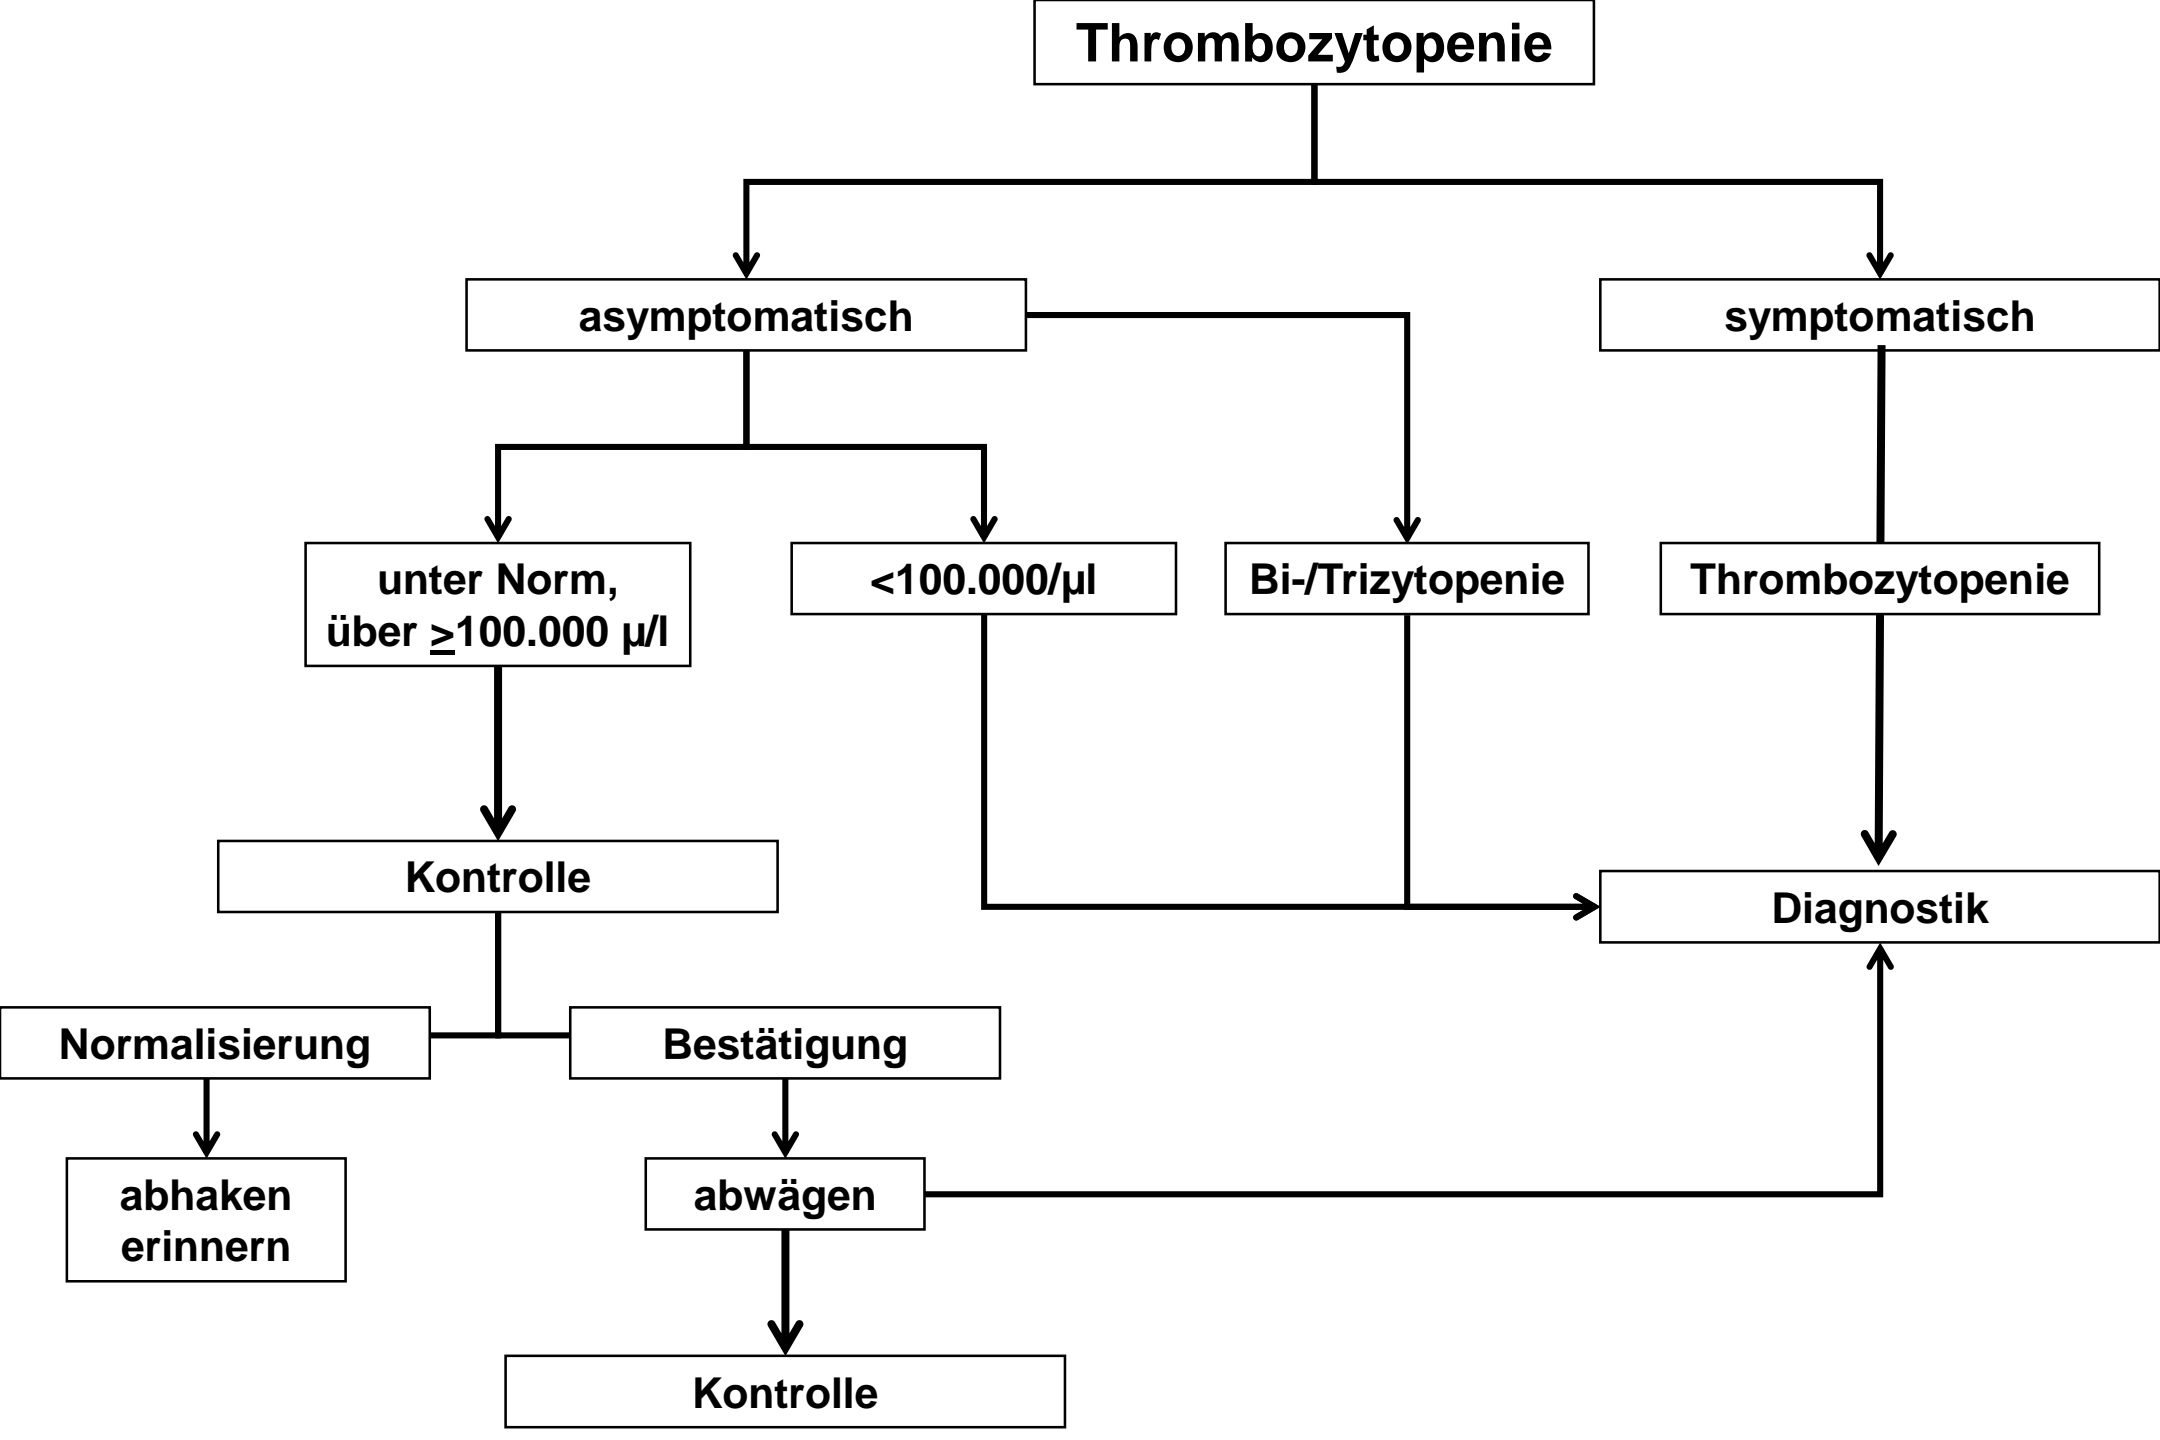 Thrombozytopenie
asymptomatisch
symptomatisch
unter Norm,
über ≥100.000 µ/l
<100.000/µl
Bi-/Trizytopenie
Thrombozytopenie
Kontrolle
Diagnostik
Normalisierung
Bestätigung
abhaken
erinnern
abwägen
Kontrolle